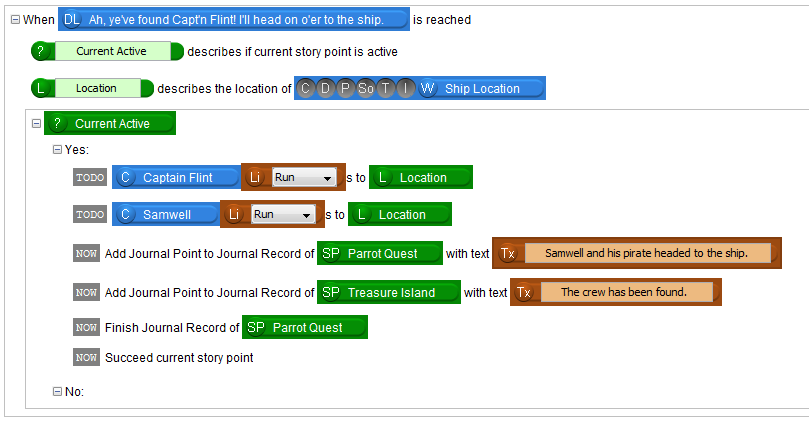 When DL Ah, ye've found Capt'n Flint! I'll head on o'er to the ship. is reached
? Current Active describes if current story point is active
L Location describes the location of C D P So T I W Ship Location
? Current Active
Yes:
TODO C Captain Flint Li Run s to L Location
TODO C Samwell Li Run s to L Location
NOW Add Journal Point to Journal Record of SP Parrot Quest with text Tx Samwell and his pirate headed to the ship.
NOW Add Journal Point to Journal Record of SP Treasure Island with text Tx The crew has been found.
NOW Finish Journal Record of SP Parrot Quest
NOW Succeed current story point
No: